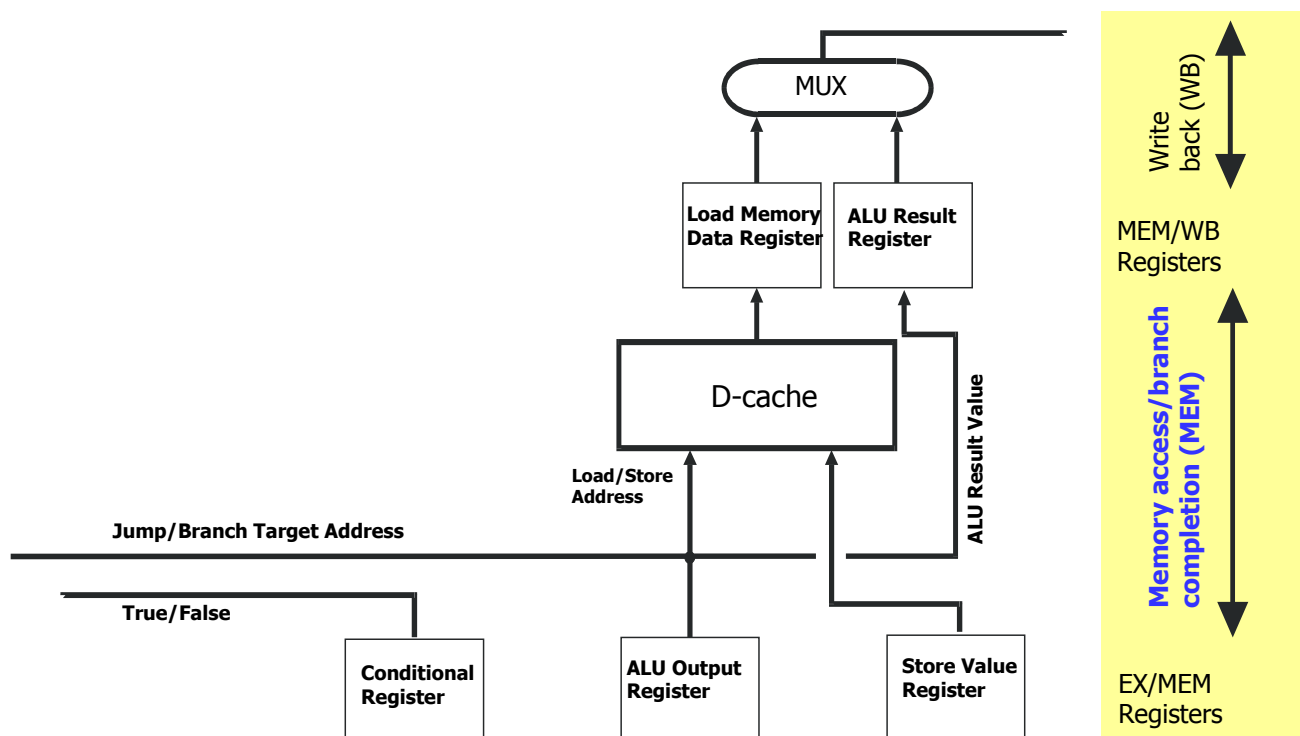 MUX
Write
back (WB)
Load Memory
Data Register
ALU Result
Register
MEM/WB
Registers
D-cache
ALU Result Value
Memory access/branch
completion (MEM)
Load/Store
Address
Jump/Branch Target Address
True/False
Conditional
Register
ALU Output
Register
Store Value
Register
EX/MEM
Registers